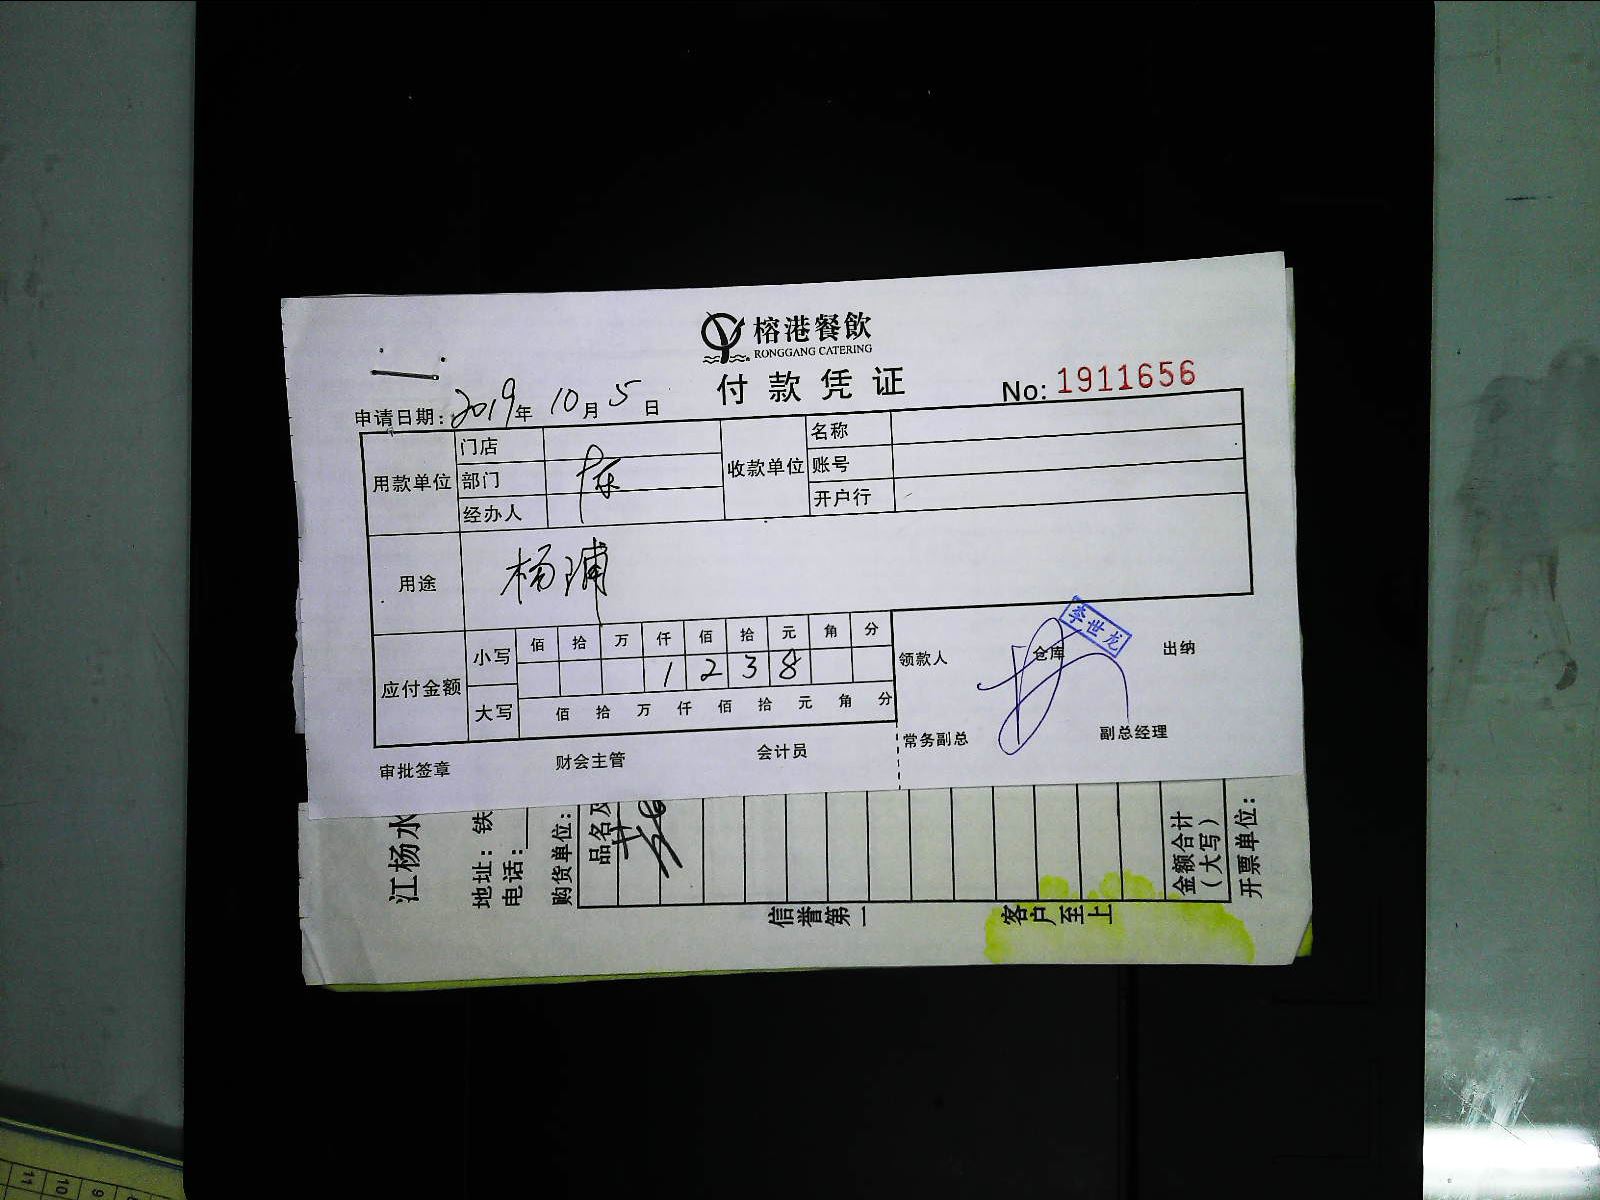 榕港餐飲
RONGGANG CATERING
付款凭证
No: 1911656
申请日期: 2019年 10月 5日
用款单位 门店 收款单位 名称
部门 账号
经办人 开户行
用途 杨浦
应付金额 小写 佰 拾 万 仟 佰 拾 元 角 分
1 2 3 8
大写 佰 拾 万 仟 佰 拾 元 角 分
领款人 仓库 出纳
李世龙
审批签章 财会主管 会计员 常务副总 副总经理
江杨水
地址: 铁
电话:
购货单位:
品名及
金额合计
(大写)
开票单位:
信誉第一 客户至上
11
10
9